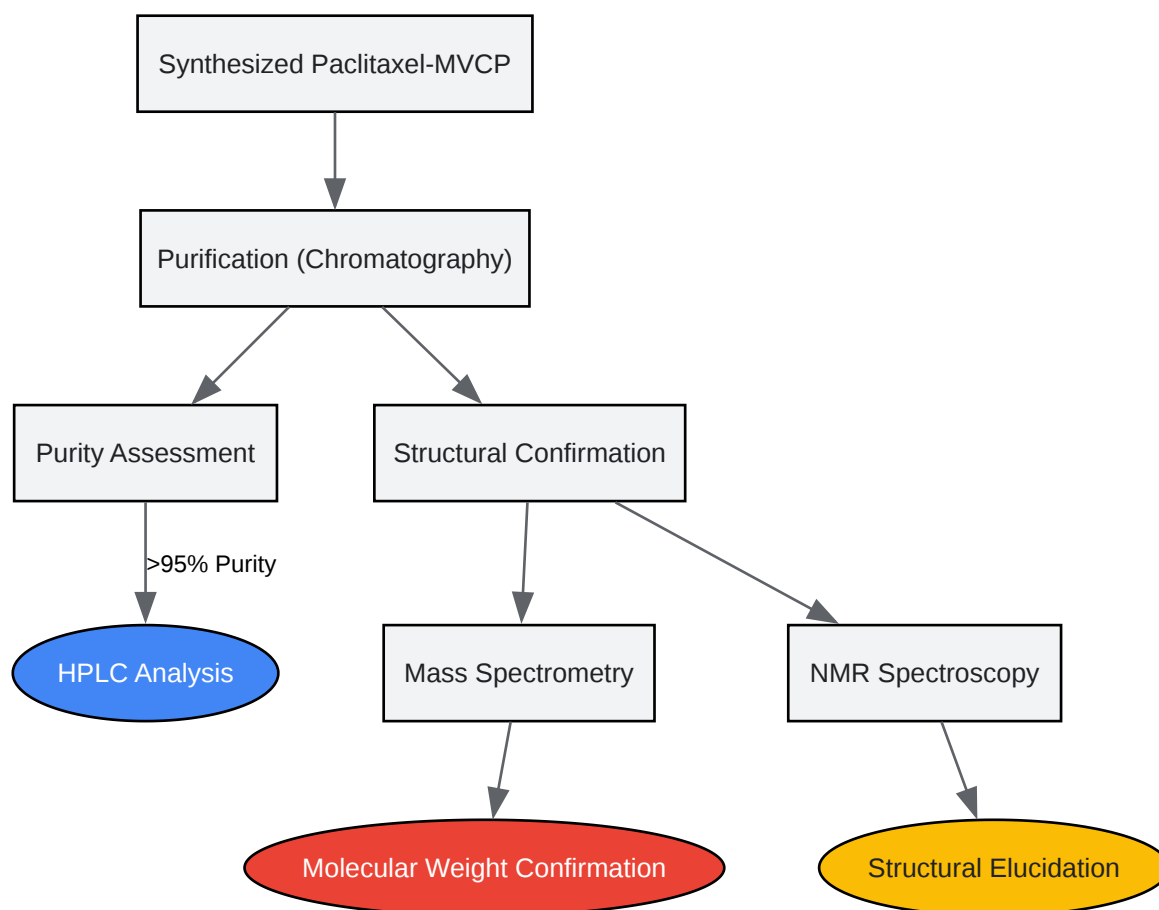 Synthesized Paclitaxel-MVCP
Purification (Chromatography)
Purity Assessment
Structural Confirmation
>95% Purity
HPLC Analysis
Mass Spectrometry
NMR Spectroscopy
Molecular Weight Confirmation
Structural Elucidation